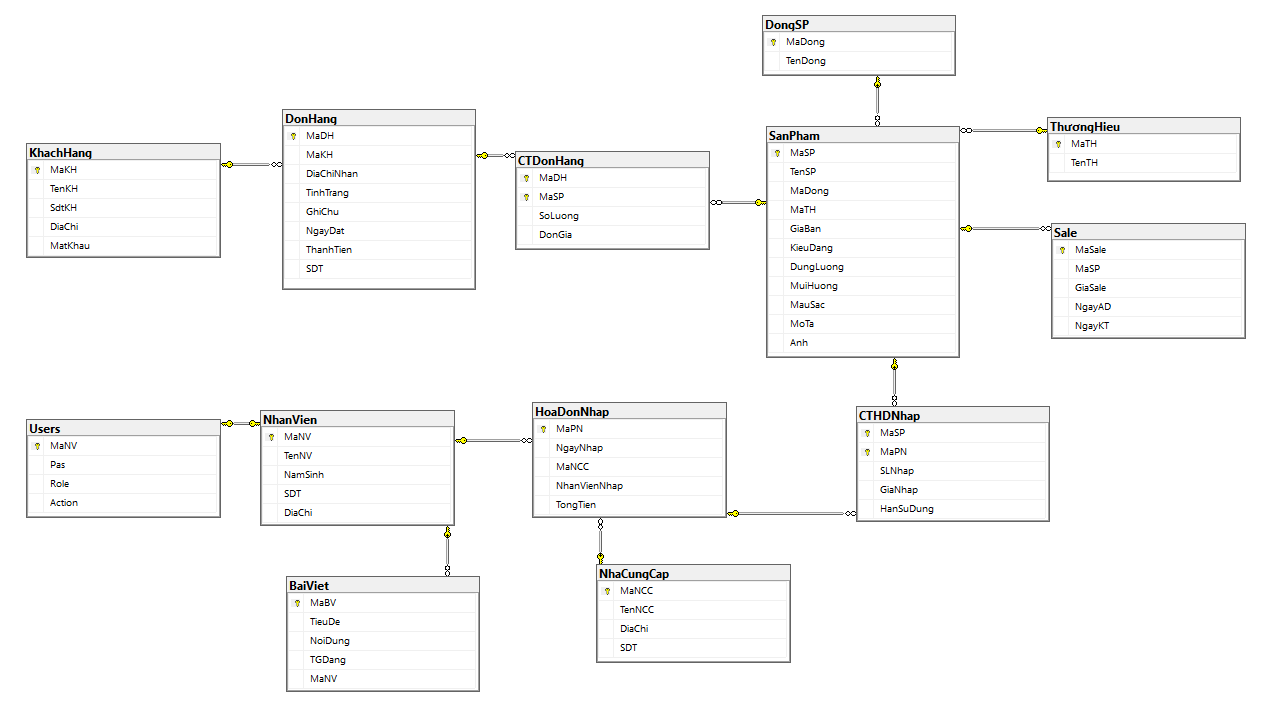 DongSP
MaDong
TenDong
DonHang
MaDH
MaKH
DiaChiNhan
TinhTrang
GhiChu
NgayDat
ThanhTien
SDT
ThươngHieu
MaTH
TenTH
SanPham
MaSP
TenSP
MaDong
MaTH
GiaBan
KieuDang
DungLuong
MuiHuong
MauSac
MoTa
Anh
KhachHang
MaKH
TenKH
SdtKH
DiaChi
MatKhau
CTDonHang
MaDH
MaSP
SoLuong
DonGia
Sale
MaSale
MaSP
GiaSale
NgayAD
NgayKT
HoaDonNhap
MaPN
NgayNhap
MaNCC
NhanVienNhap
TongTien
CTHDNhap
MaSP
MaPN
SLNhap
GiaNhap
HanSuDung
NhanVien
MaNV
TenNV
NamSinh
SDT
DiaChi
Users
MaNV
Pas
Role
Action
NhaCungCap
MaNCC
TenNCC
DiaChi
SDT
BaiViet
MaBV
TieuDe
NoiDung
TGDang
MaNV